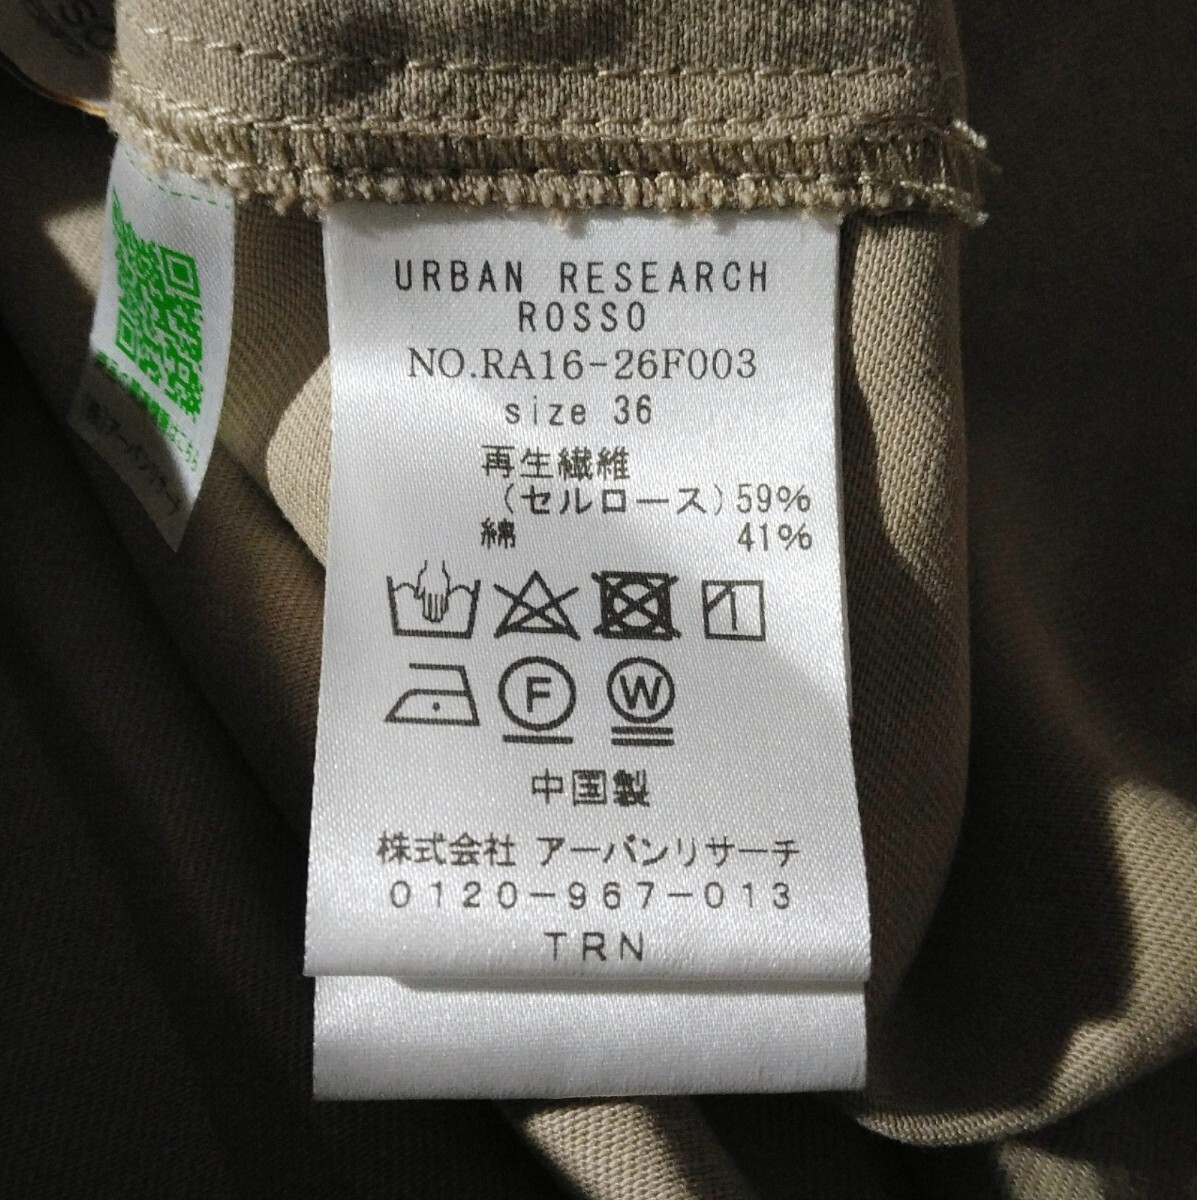 URBAN RESEARCH
ROSSO
NO.RA16-26F003
size 36
再生繊維
(セルロース) 59%
綿 41%
F
W
中国製
株式会社 アーバンリサーチ
0120-967-013
TRN